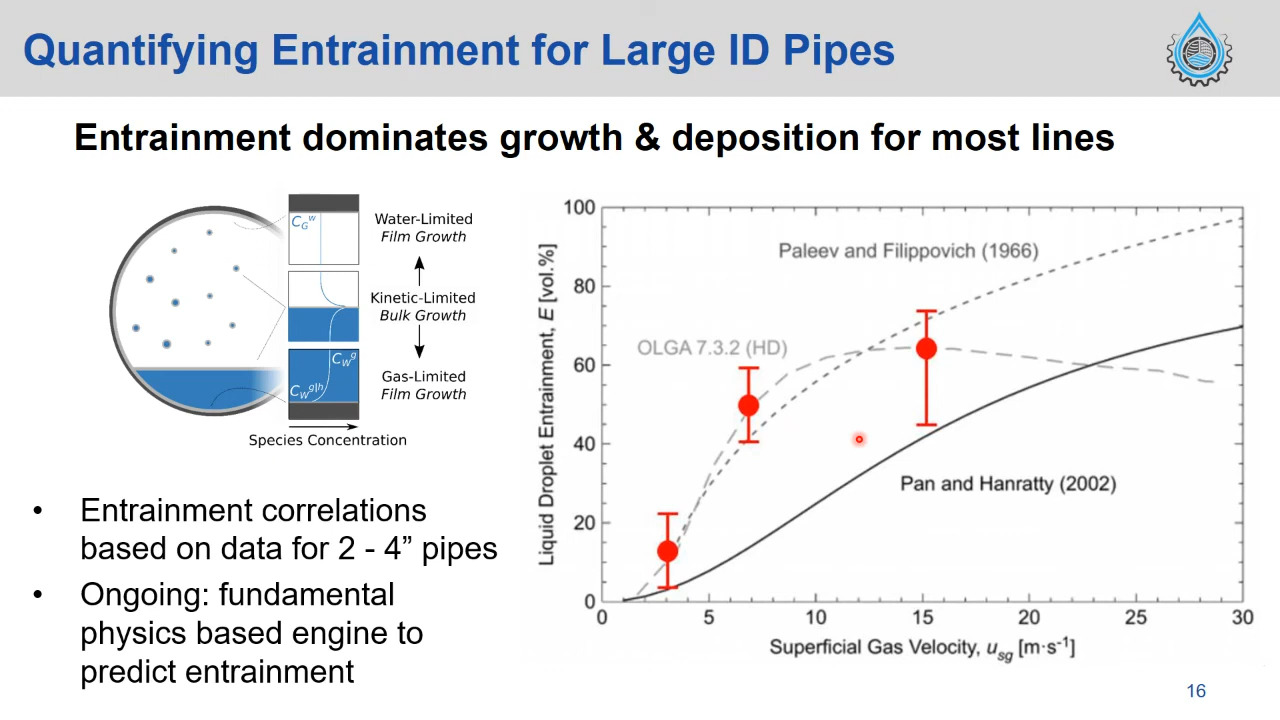 Quantifying Entrainment for Large ID Pipes
Entrainment dominates growth & deposition for most lines
C_G^w
Water-Limited
Film Growth
Kinetic-Limited
Bulk Growth
C_W^g
C_W^g|h
Gas-Limited
Film Growth
Species Concentration
• Entrainment correlations
based on data for 2 - 4” pipes
• Ongoing: fundamental
physics based engine to
predict entrainment
Liquid Droplet Entrainment, E [vol.%]
100
80
60
40
20
0
Paleev and Filippovich (1966)
OLGA 7.3.2 (HD)
Pan and Hanratty (2002)
0 5 10 15 20 25 30
Superficial Gas Velocity, u_sg [m·s⁻¹]
16